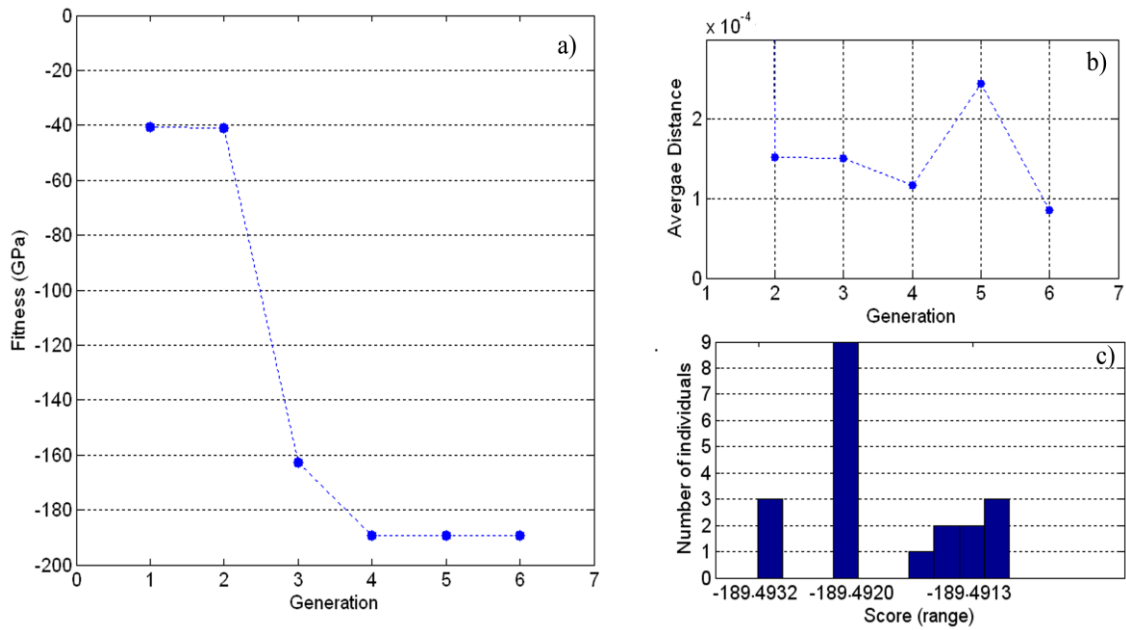 a)
0
-20
-40
-60
-80
-100
-120
-140
-160
-180
-200
0 1 2 3 4 5 6 7
Fitness (GPa)
Generation
x 10⁻⁴
b)
2
1
0
1 2 3 4 5 6 7
Avergae Distance
Generation
c)
9
8
7
6
5
4
3
2
1
0
-189.4932 -189.4920 -189.4913
Number of individuals
Score (range)